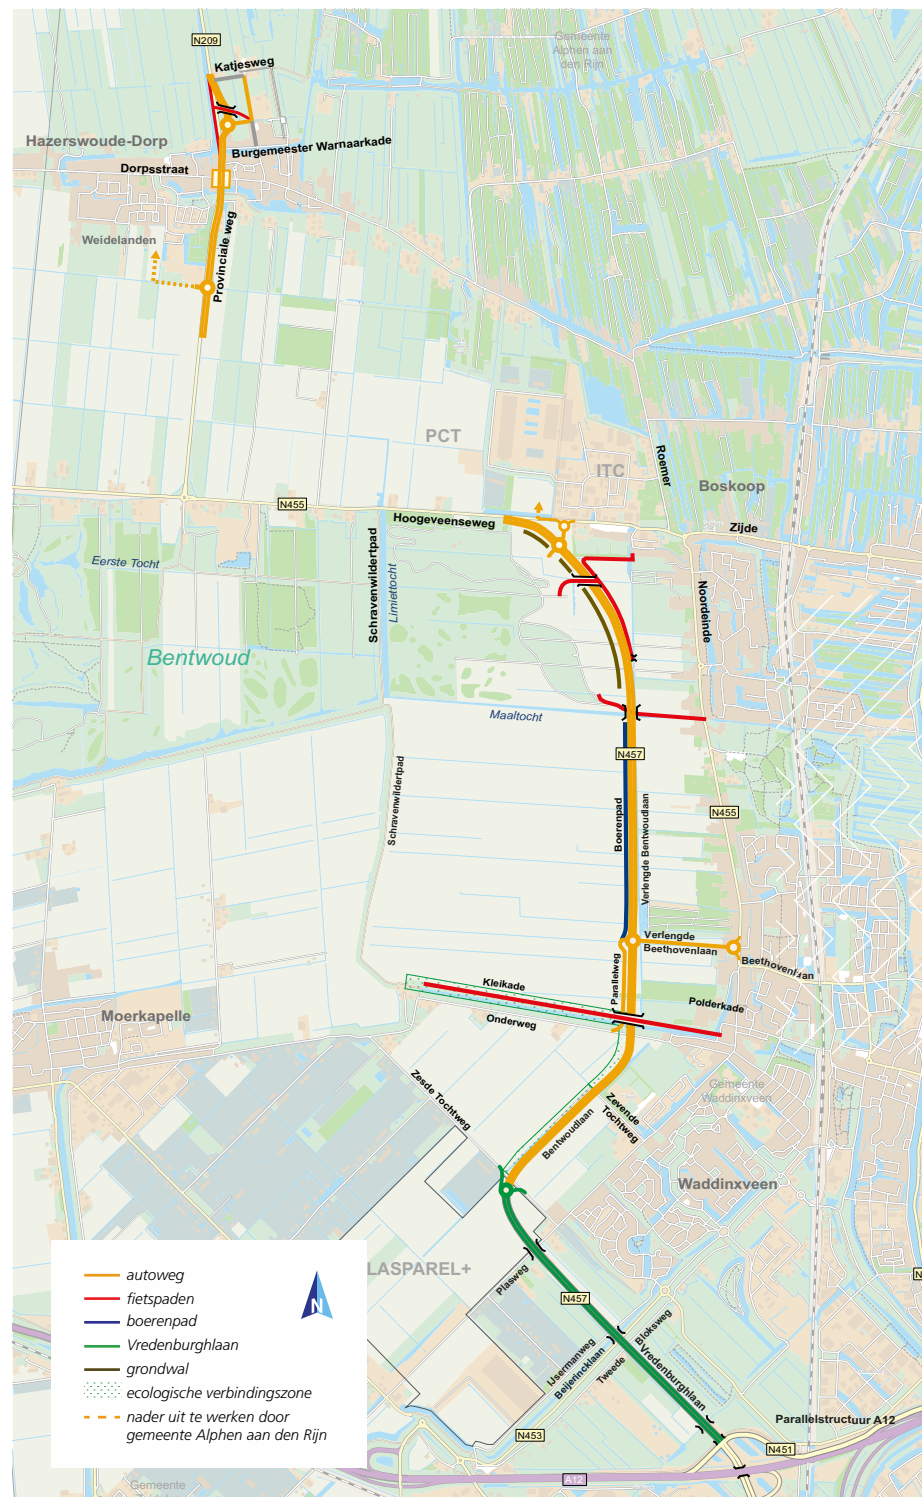 N209
Gemeente
Alphen aan
den Rijn
Katjesweg
Hazerswoude-Dorp
Burgemeester Warnaarkade
Dorpsstraat
Weidelanden
Provinciale weg
PCT
ITC
Roemer
Boskoop
N455
Hoogeveenseweg
Zijde
Schravenwildertpad
Limiettocht
Eerste Tocht
Noordeinde
Bentwoud
Maaltocht
N457
Schravenwildertpad
Boerenpad
Verlengde Bentwoudlaan
N455
Verlengde
Beethovenlaan
Beethovenlaan
Parallelweg
Kleikade
Polderkade
Moerkapelle
Onderweg
Zesde Tochtweg
Gemeente
Waddinxveen
Zevende
Tochtweg
Bentwoudlaan
Waddinxveen
LASPAREL+
Plasweg
N457
Bloksweg
Vredenburghlaan
IJsermanweg
Beijerincklaan
Tweede
Parallelstructuur A12
N453
N451
A12
Gemeente
autoweg
fietspaden
boerenpad
Vredenburghlaan
grondwal
ecologische verbindingszone
nader uit te werken door
gemeente Alphen aan den Rijn
N